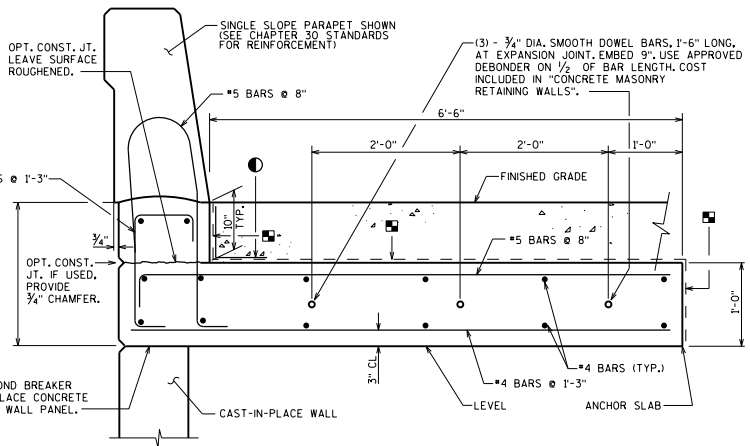 SINGLE SLOPE PARAPET SHOWN
(SEE CHAPTER 30 STANDARDS
FOR REINFORCEMENT)
OPT. CONST. JT.
LEAVE SURFACE
ROUGHENED.
#5 BARS @ 8"
(3) - ¾" DIA. SMOOTH DOWEL BARS, 1'-6" LONG,
AT EXPANSION JOINT. EMBED 9". USE APPROVED
DEBONDER ON ½ OF BAR LENGTH. COST
INCLUDED IN "CONCRETE MASONRY
RETAINING WALLS".
6'-6"
2'-0"
2'-0"
1'-0"
@ 1'-3"
FINISHED GRADE
10"
TYP.
¾"
#5 BARS @ 8"
OPT. CONST.
JT. IF USED,
PROVIDE
¾" CHAMFER.
1'-0"
3" CL.
#4 BARS (TYP.)
#4 BARS @ 1'-3"
BREAKER
CONCRETE
WALL PANEL.
CAST-IN-PLACE WALL
LEVEL
ANCHOR SLAB